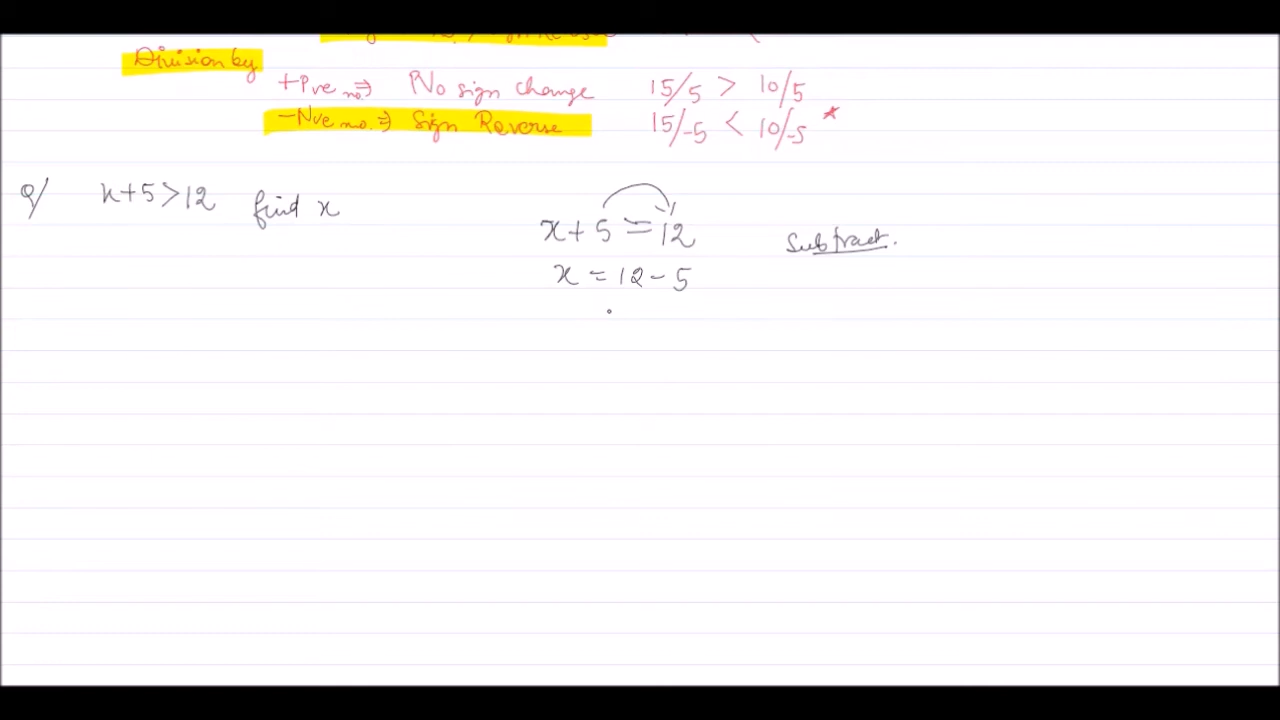 Division by
+Pve no. ⇒ No sign change 15/5 > 10/5
-Nve no. ⇒ Sign Reverse 15/-5 < 10/-5 *
Q/ x+5>12 find x
x+5=12 Subtract.
x = 12-5